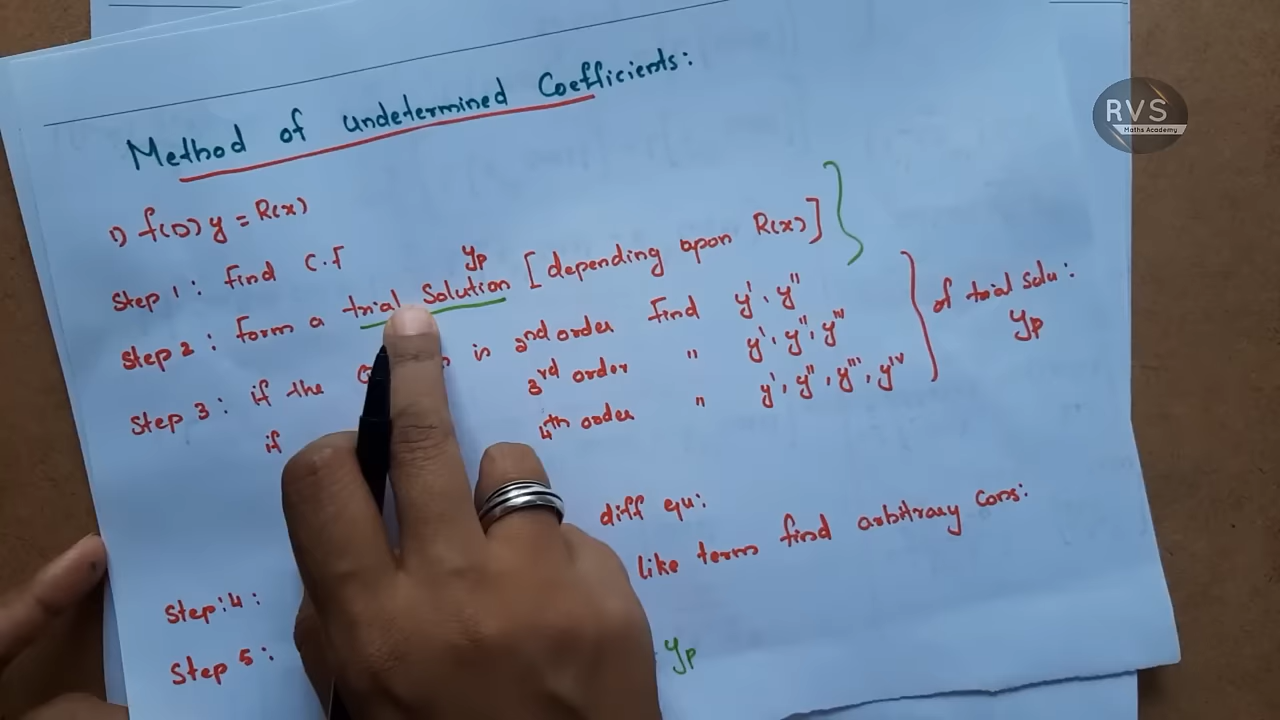 Method of undetermined Coefficients:
1) f(D) y = R(x)
Step 1: find C.f
yp
Step 2: form a trial Solution [depending upon R(x)]
Step 3: if the is 2nd order find y', y''
3rd order " y', y'', y'''
if 4th order " y', y'', y''', y'v
of trial solu:
yp
diff equ:
Step:4: like term find arbitrary cons:
Step 5: yp
RVS
Maths Academy